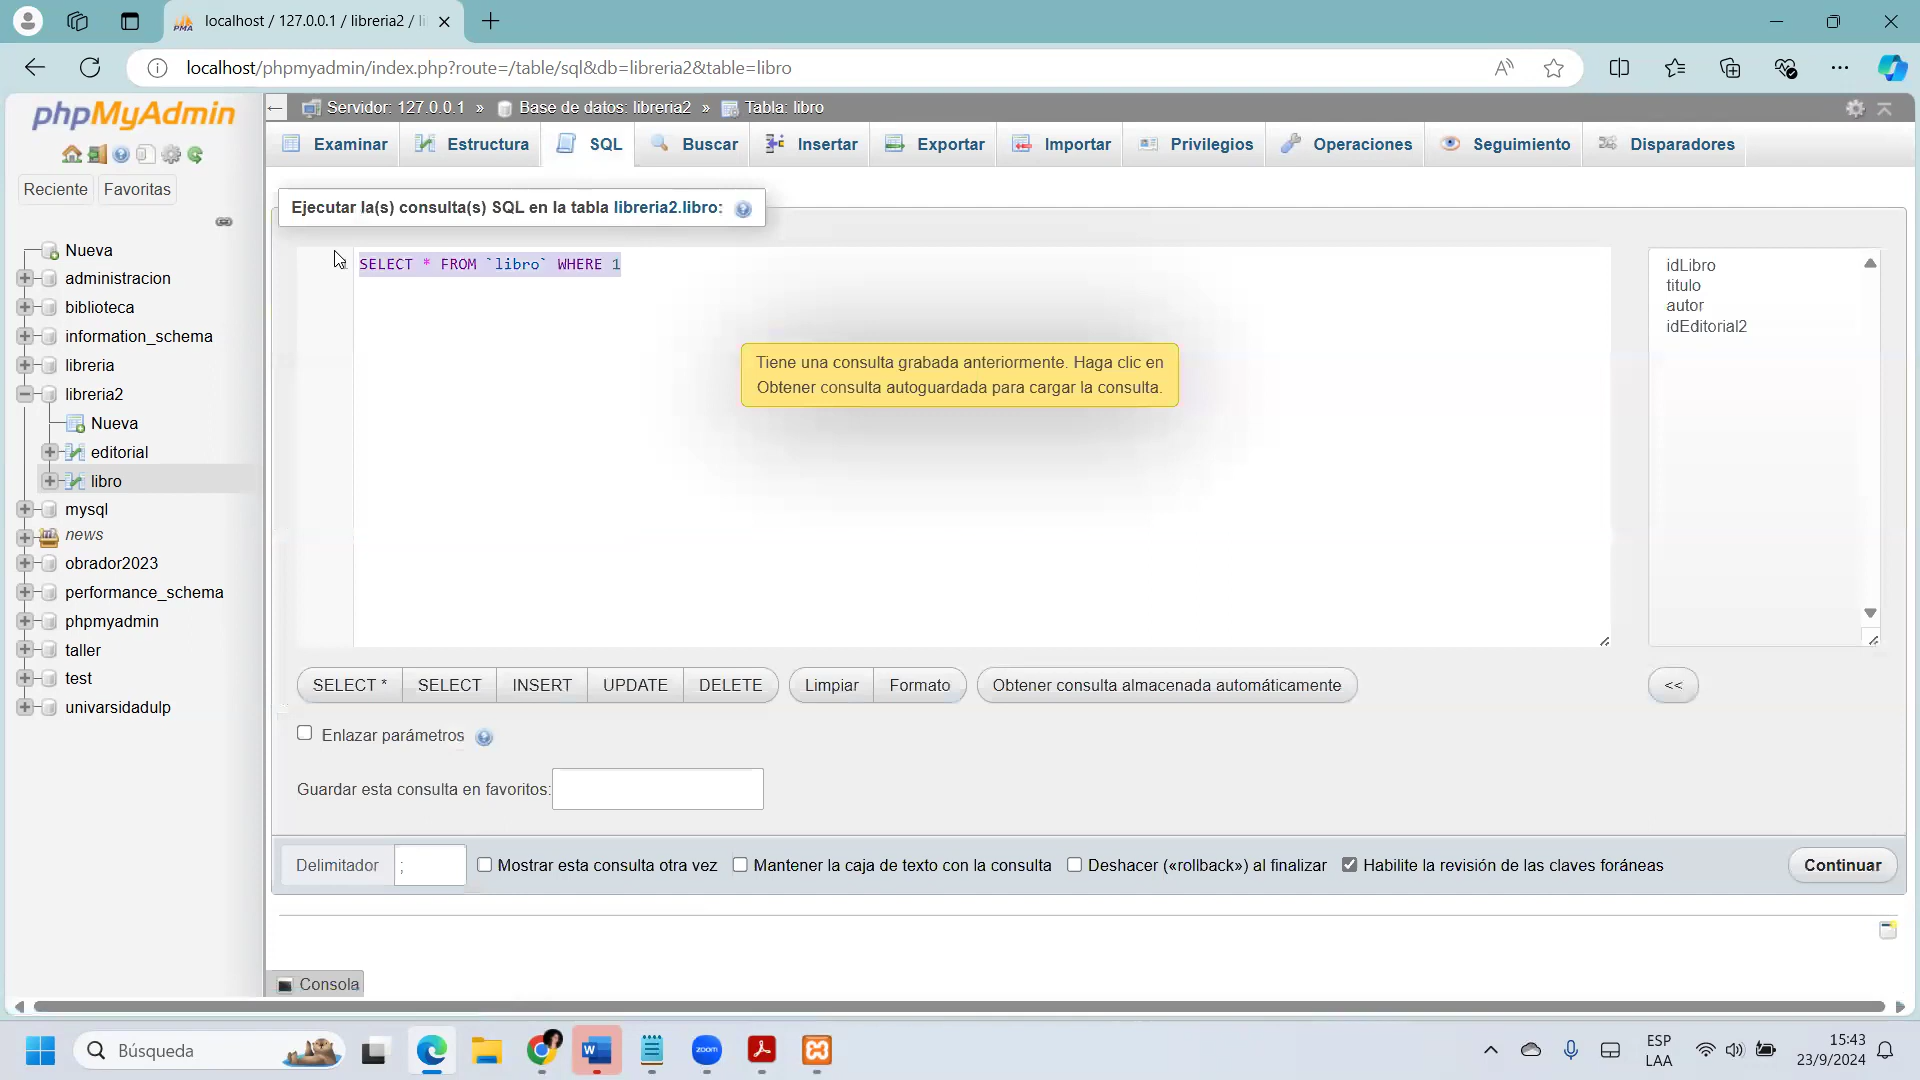 localhost / 127.0.0.1 / libreria2 / li
localhost/phpmyadmin/index.php?route=/table/sql&db=libreria2&table=libro
phpMyAdmin
Reciente
Favoritas
Nueva
administracion
biblioteca
information_schema
libreria
libreria2
Nueva
editorial
libro
mysql
news
obrador2023
performance_schema
phpmyadmin
taller
test
univarsidadulp
Servidor: 127.0.0.1 » Base de datos: libreria2 » Tabla: libro
Examinar Estructura SQL Buscar Insertar Exportar Importar Privilegios Operaciones Seguimiento Disparadores
Ejecutar la(s) consulta(s) SQL en la tabla libreria2.libro:
SELECT * FROM `libro` WHERE 1
Tiene una consulta grabada anteriormente. Haga clic en
Obtener consulta autoguardada para cargar la consulta.
idLibro
titulo
autor
idEditorial2
SELECT * SELECT INSERT UPDATE DELETE Limpiar Formato Obtener consulta almacenada automáticamente <<
Enlazar parámetros
Guardar esta consulta en favoritos:
Delimitador ; Mostrar esta consulta otra vez Mantener la caja de texto con la consulta Deshacer («rollback») al finalizar Habilite la revisión de las claves foráneas Continuar
Consola
Búsqueda
zoom
ESP
LAA
15:43
23/9/2024